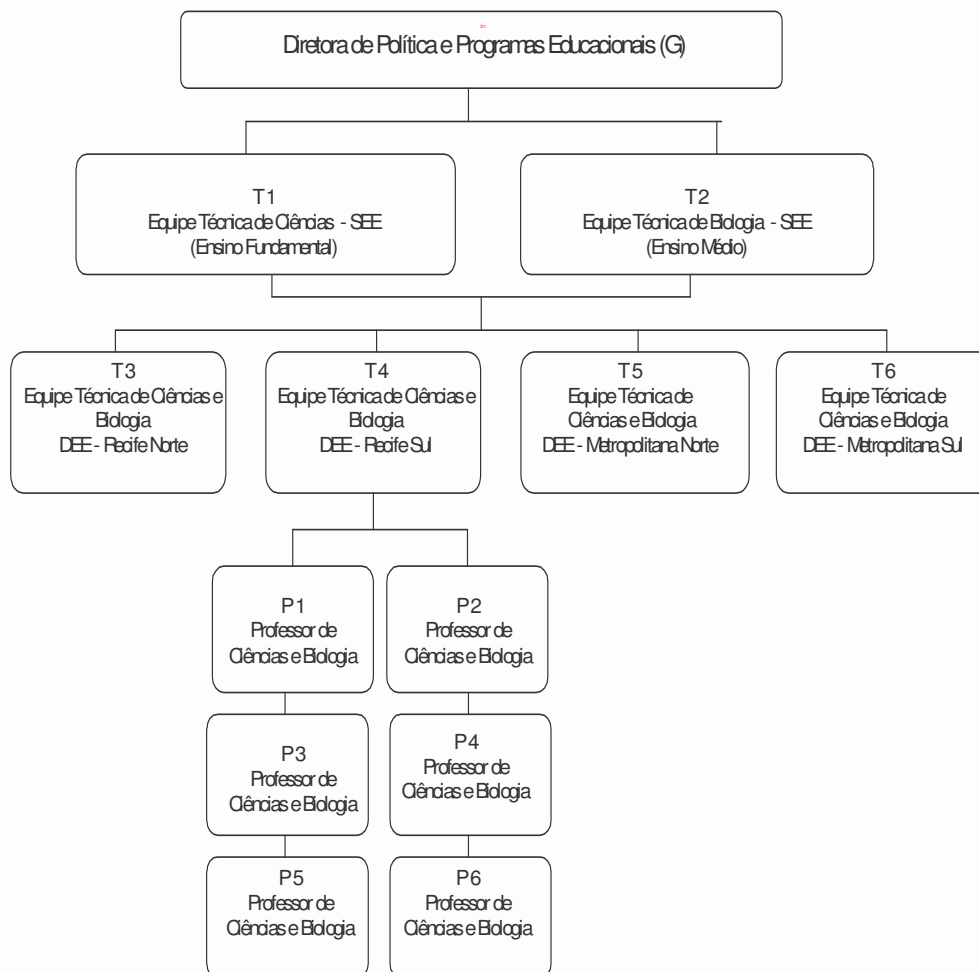 Diretora de Política e Programas Educacionais (G)
T1
Equipe Técnica de Ciências - SEE
(Ensino Fundamental)
T2
Equipe Técnica de Biologia - SEE
(Ensino Médio)
T3
Equipe Técnica de Ciências e
Biologia
DEE - Recife Norte
T4
Equipe Técnica de Ciências e
Biologia
DEE - Recife Sul
T5
Equipe Técnica de
Ciências e Biologia
DEE - Metropolitana Norte
T6
Equipe Técnica de
Ciências e Biologia
DEE - Metropolitana Sul
P1
Professor de
Ciências e Biologia
P2
Professor de
Ciências e Biologia
P3
Professor de
Ciências e Biologia
P4
Professor de
Ciências e Biologia
P5
Professor de
Ciências e Biologia
P6
Professor de
Ciências e Biologia